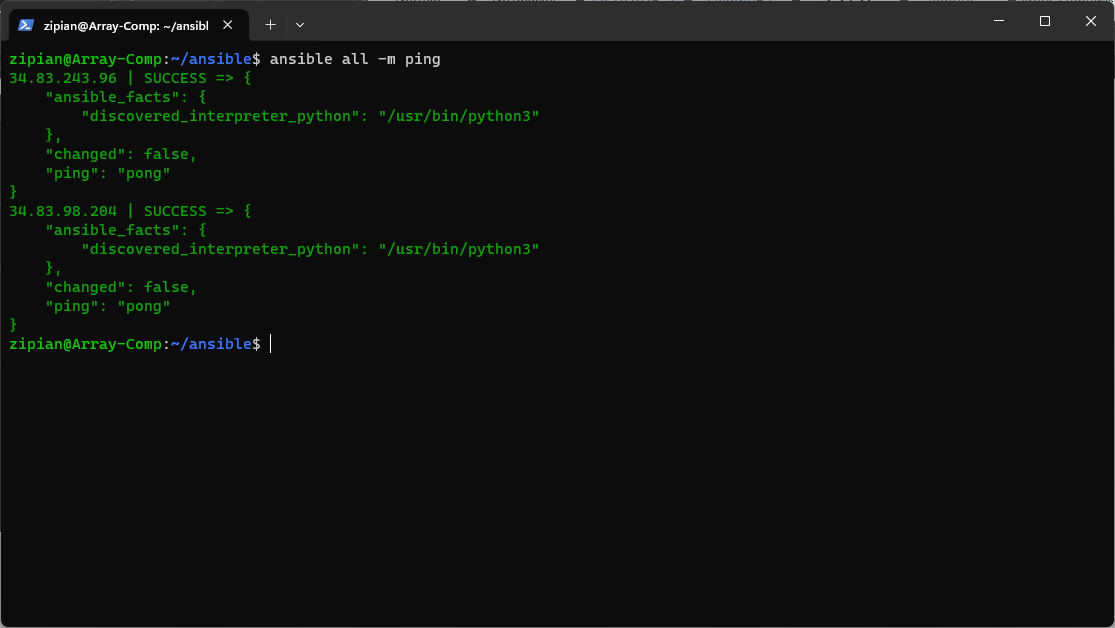 zipian@Array-Comp: ~/ansibl
zipian@Array-Comp:~/ansible$ ansible all -m ping
34.83.243.96 | SUCCESS => {
    "ansible_facts": {
        "discovered_interpreter_python": "/usr/bin/python3"
    },
    "changed": false,
    "ping": "pong"
}
34.83.98.204 | SUCCESS => {
    "ansible_facts": {
        "discovered_interpreter_python": "/usr/bin/python3"
    },
    "changed": false,
    "ping": "pong"
}
zipian@Array-Comp:~/ansible$